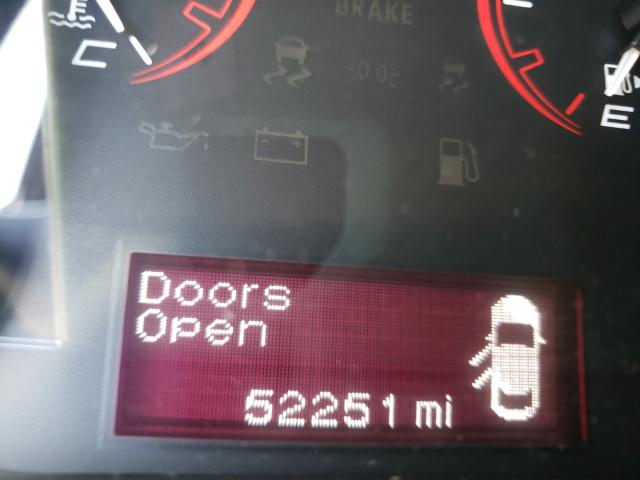 BRAKE
C
E
Doors
Open
52251 mi